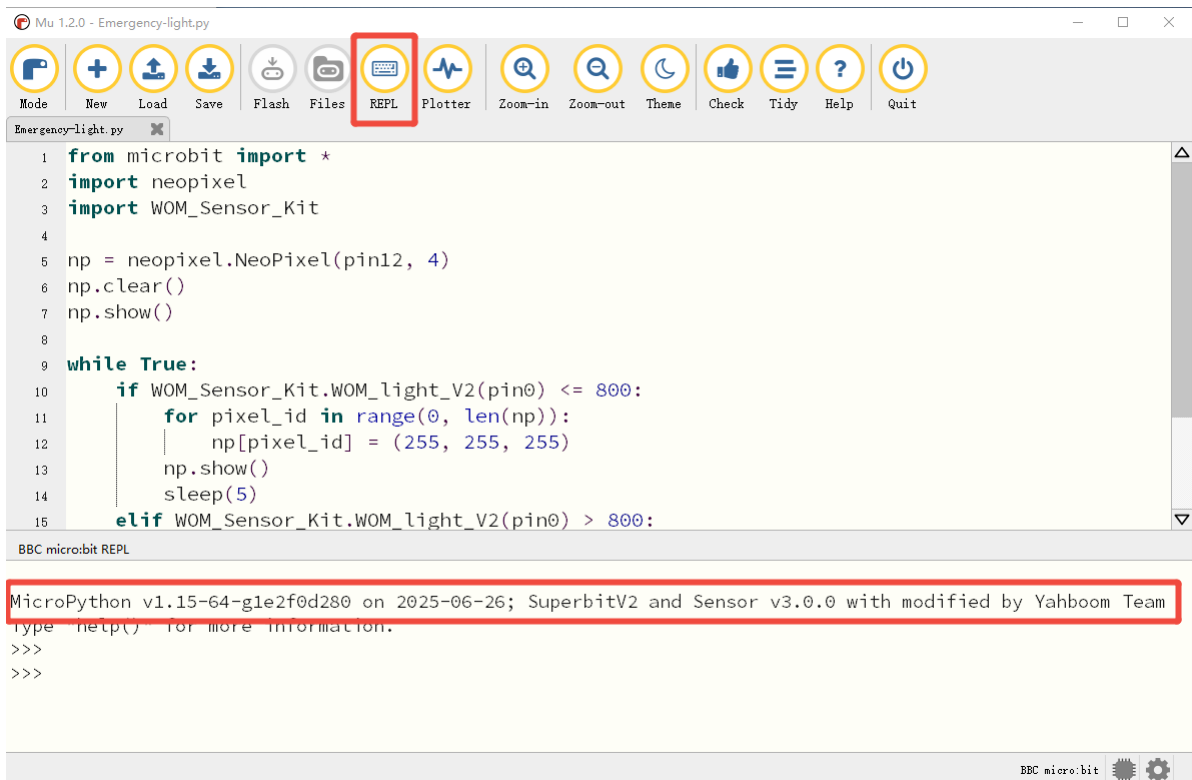 Mu 1.2.0 - Emergency-light.py
Mode New Load Save Flash Files REPL Plotter Zoom-in Zoom-out Theme Check Tidy Help Quit
Emergency-light.py
1 from microbit import *
2 import neopixel
3 import WOM_Sensor_Kit
4
5 np = neopixel.NeoPixel(pin12, 4)
6 np.clear()
7 np.show()
8
9 while True:
10 if WOM_Sensor_Kit.WOM_light_V2(pin0) <= 800:
11 for pixel_id in range(0, len(np)):
12 np[pixel_id] = (255, 255, 255)
13 np.show()
14 sleep(5)
15 elif WOM_Sensor_Kit.WOM_light_V2(pin0) > 800:
BBC micro:bit REPL
MicroPython v1.15-64-g1e2f0d280 on 2025-06-26; SuperbitV2 and Sensor v3.0.0 with modified by Yahboom Team
Type "help()" for more information.
>>>
>>>
BBC micro:bit